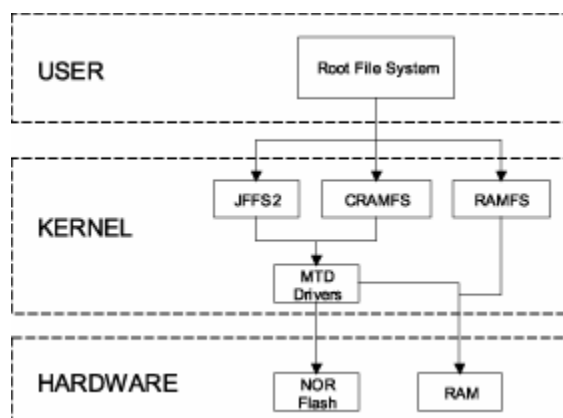 USER
Root File System
JFFS2
CRAMFS
RAMFS
KERNEL
MTD
Drivers
HARDWARE
NOR
Flash
RAM